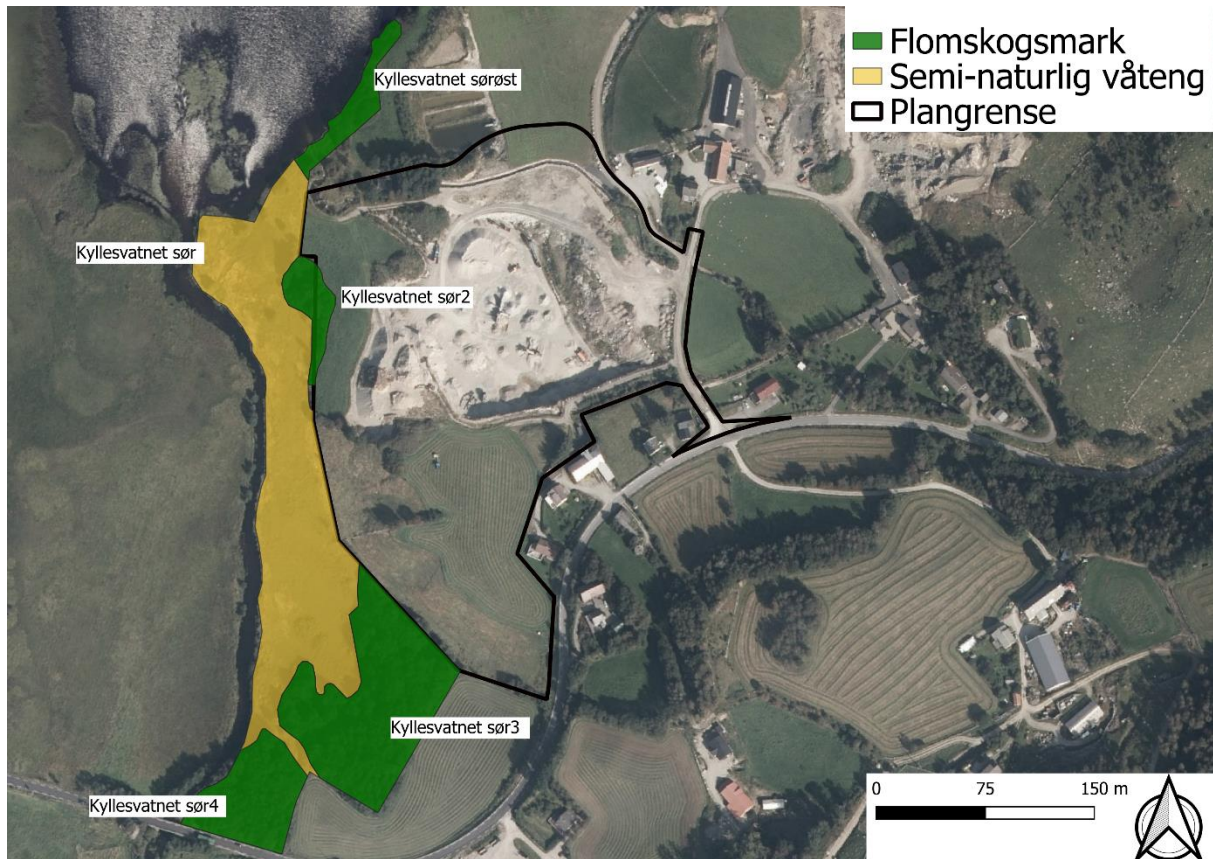 Flomskogsmark
Semi-naturlig våteng
Plangrense
Kyllesvatnet sørøst
Kyllesvatnet sør
Kyllesvatnet sør2
Kyllesvatnet sør3
Kyllesvatnet sør4
0 75 150 m